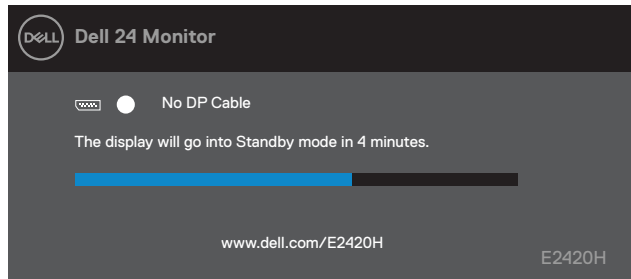 DELL
Dell 24 Monitor
No DP Cable
The display will go into Standby mode in 4 minutes.
www.dell.com/E2420H
E2420H